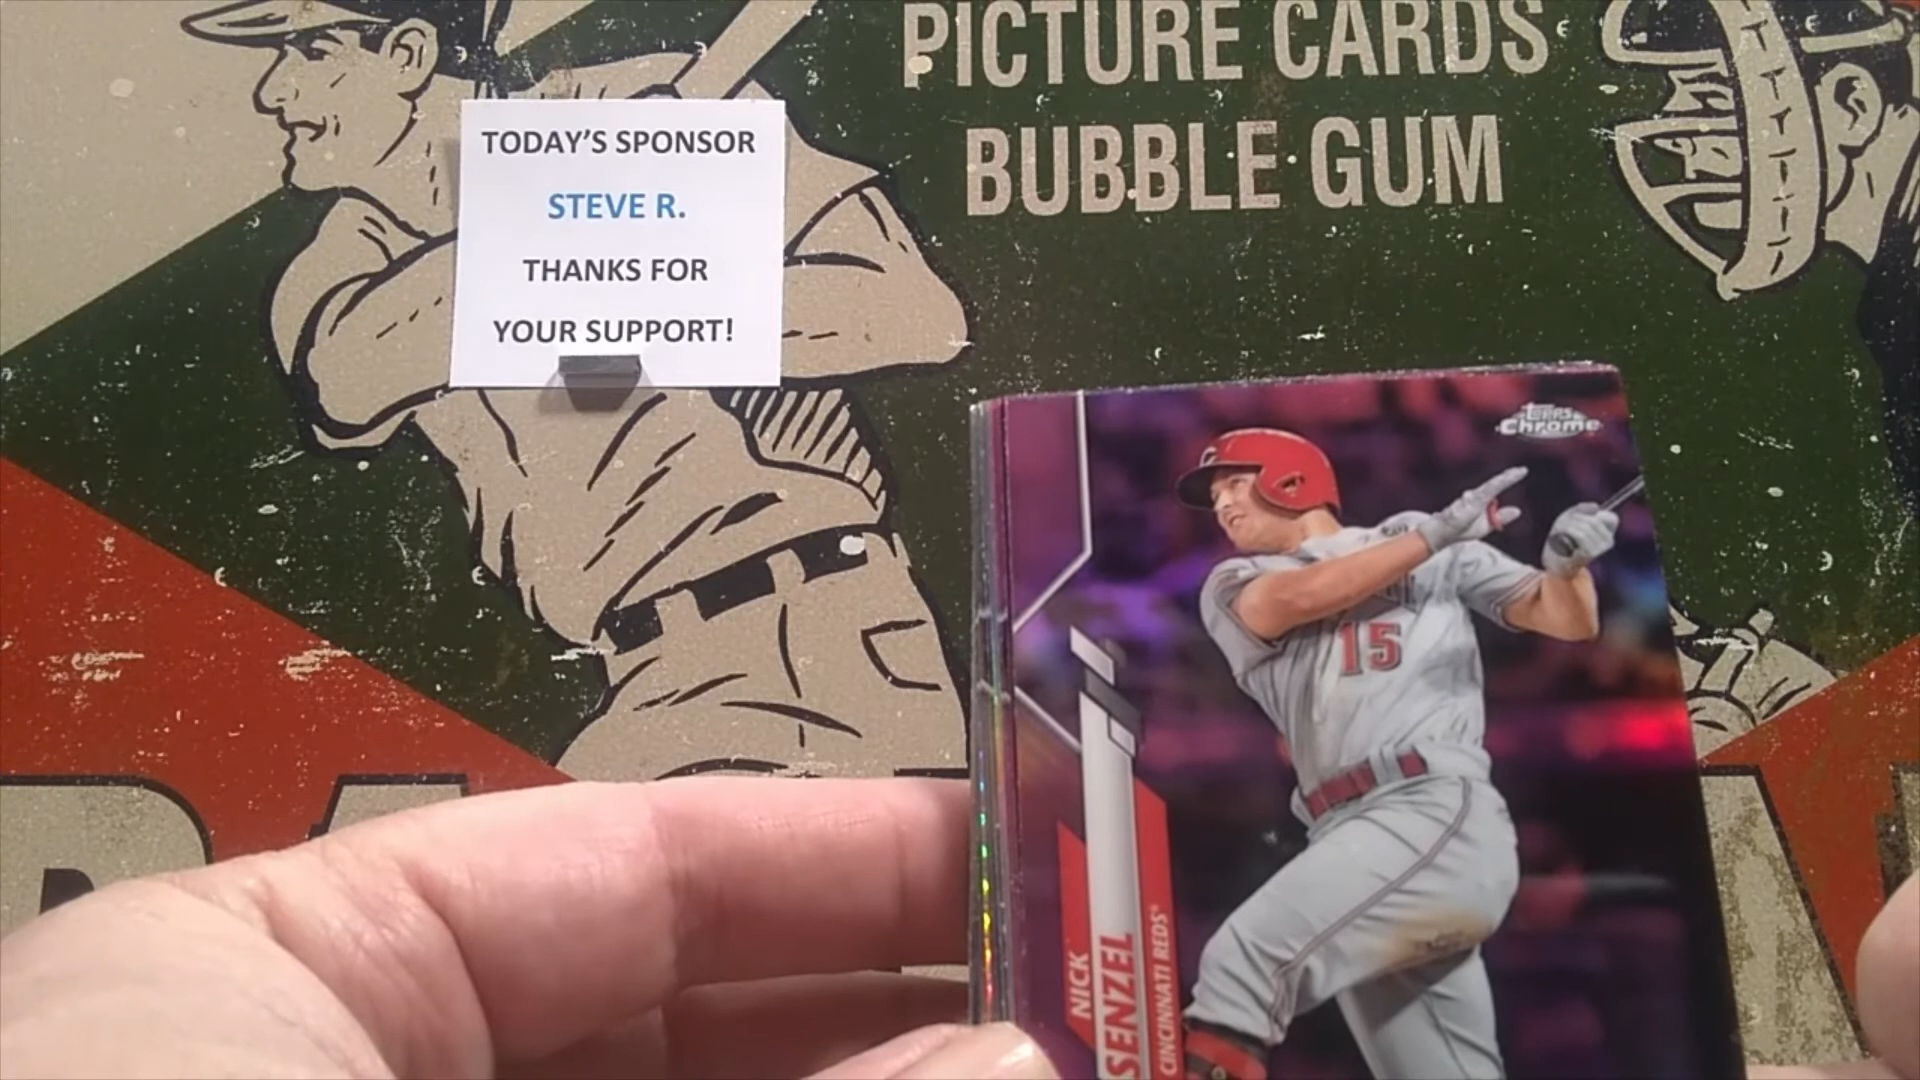 PICTURE CARDS
BUBBLE GUM
TODAY'S SPONSOR
STEVE R.
THANKS FOR
YOUR SUPPORT!
TOPPS
Chrome
15
NICK
SENZEL
CINCINNATI REDS